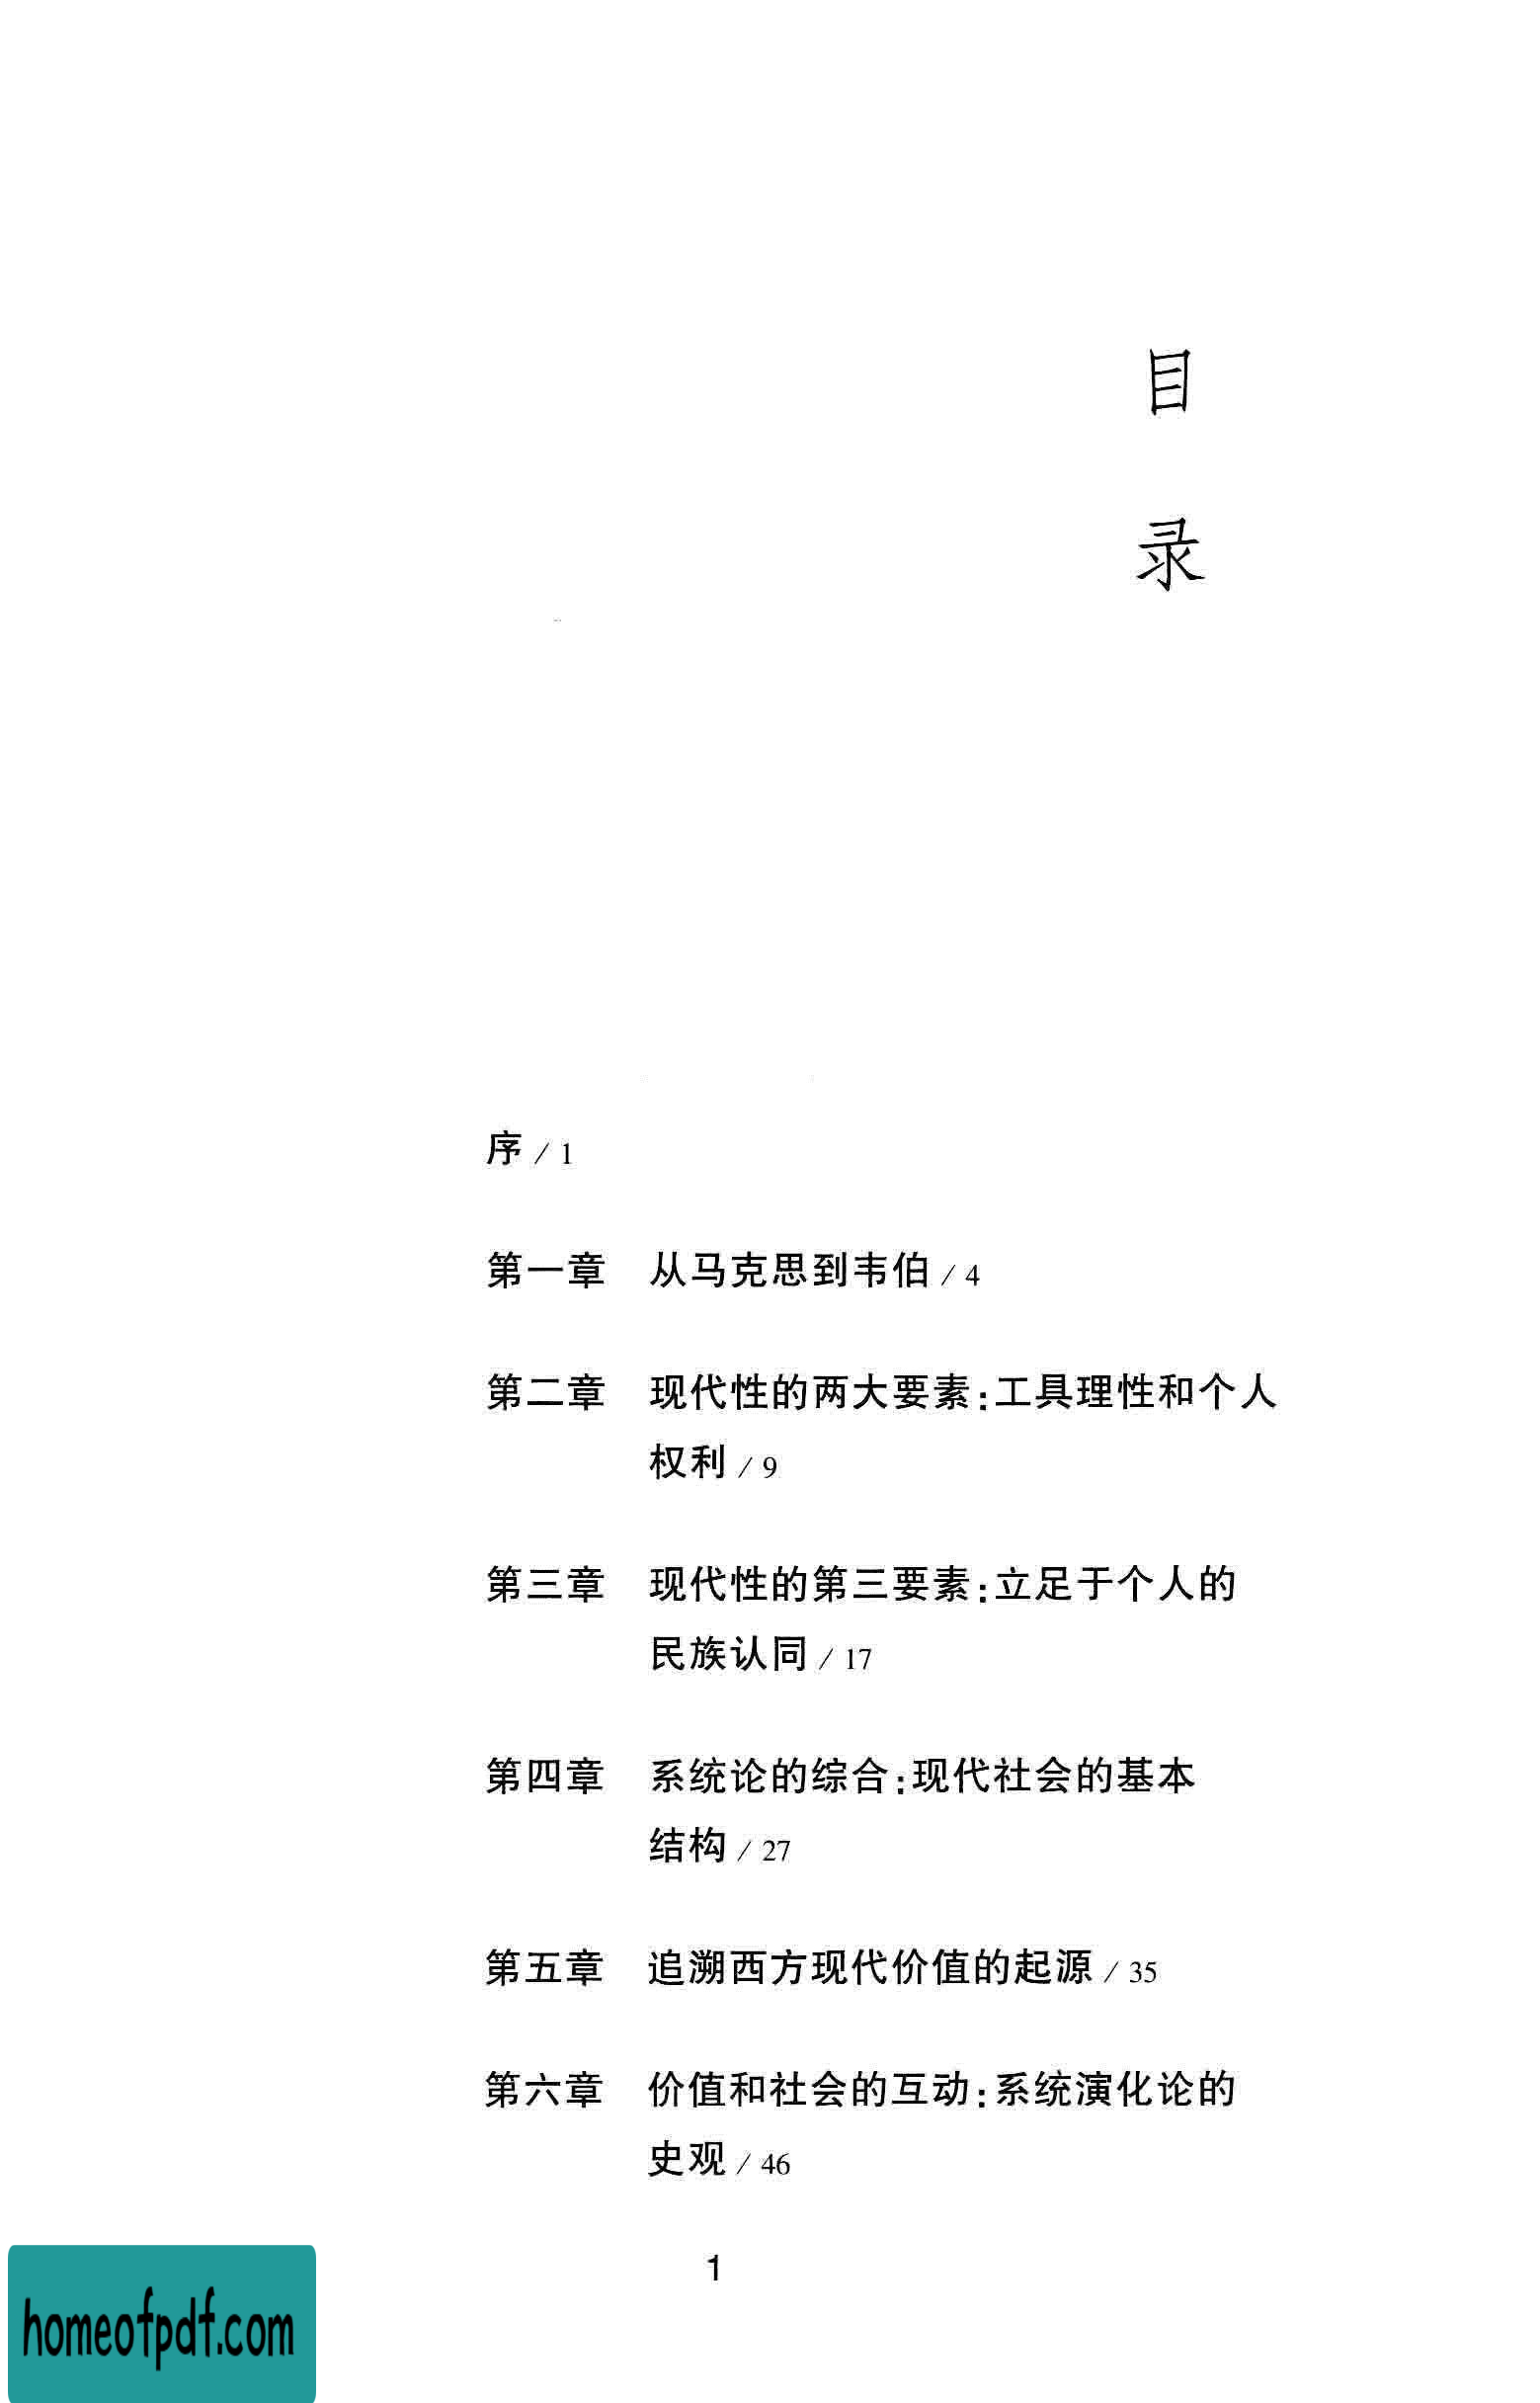 目
录
序 / 1
第一章 从马克思到韦伯 / 4
第二章 现代性的两大要素:工具理性和个人
权利 / 9
第三章 现代性的第三要素:立足于个人的
民族认同 / 17
第四章 系统论的综合:现代社会的基本
结构 / 27
第五章 追溯西方现代价值的起源 / 35
第六章 价值和社会的互动:系统演化论的
史观 / 46
1
homeofpdf.com